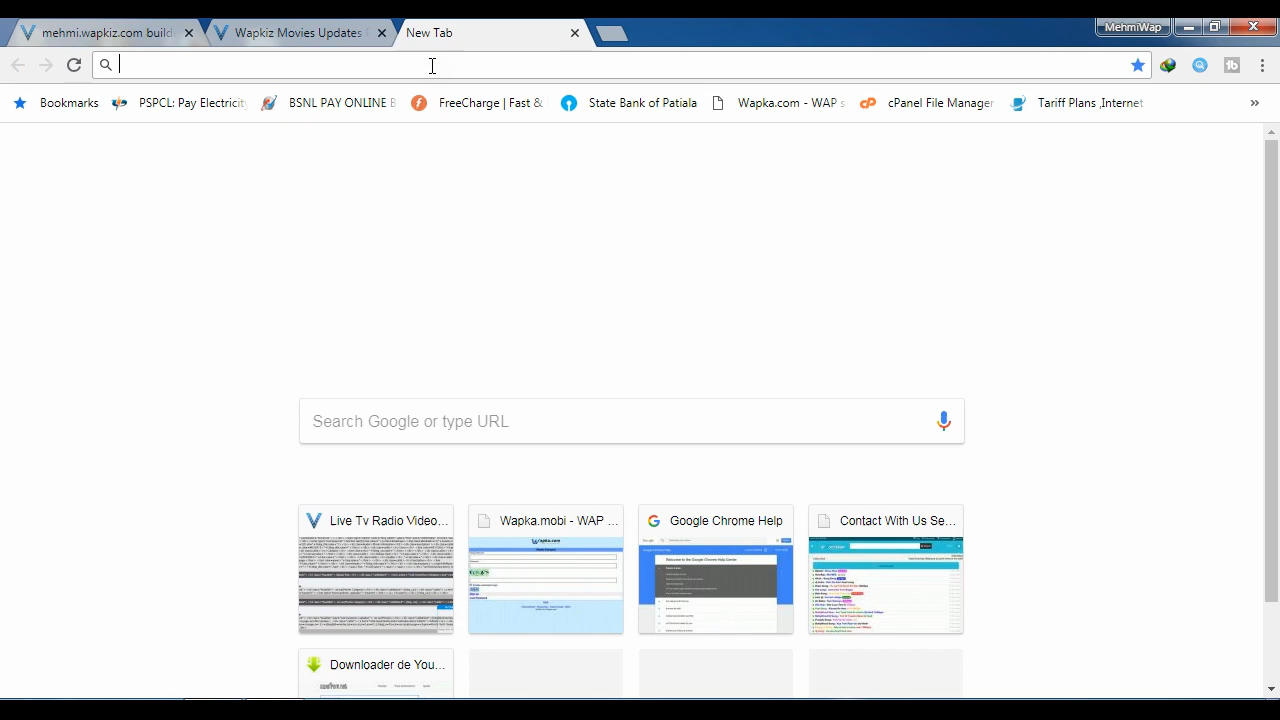 mehmi.wapkiz.com build
Wapkiz Movies Updates
New Tab
MehmiWap
Bookmarks
PSPCL: Pay Electricity
BSNL PAY ONLINE B
FreeCharge | Fast &
State Bank of Patiala
Wapka.com - WAP s
cPanel File Manager
Tariff Plans ,Internet
Search Google or type URL
Live Tv Radio Video...
Wapka.mobi - WAP ...
Google Chrome Help
Contact With Us Se...
Downloader de You...